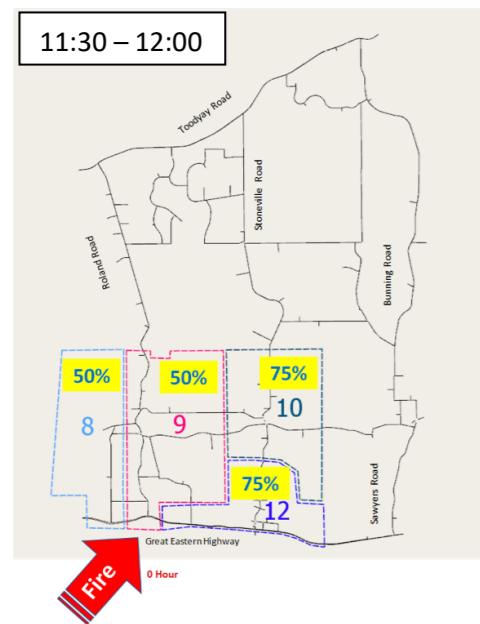 11:30 – 12:00
Toodyay Road
Stoneville Road
Roland Road
Bunning Road
50%
50%
75%
8
9
10
75%
12
Sawyers Road
Great Eastern Highway
Fire
0 Hour